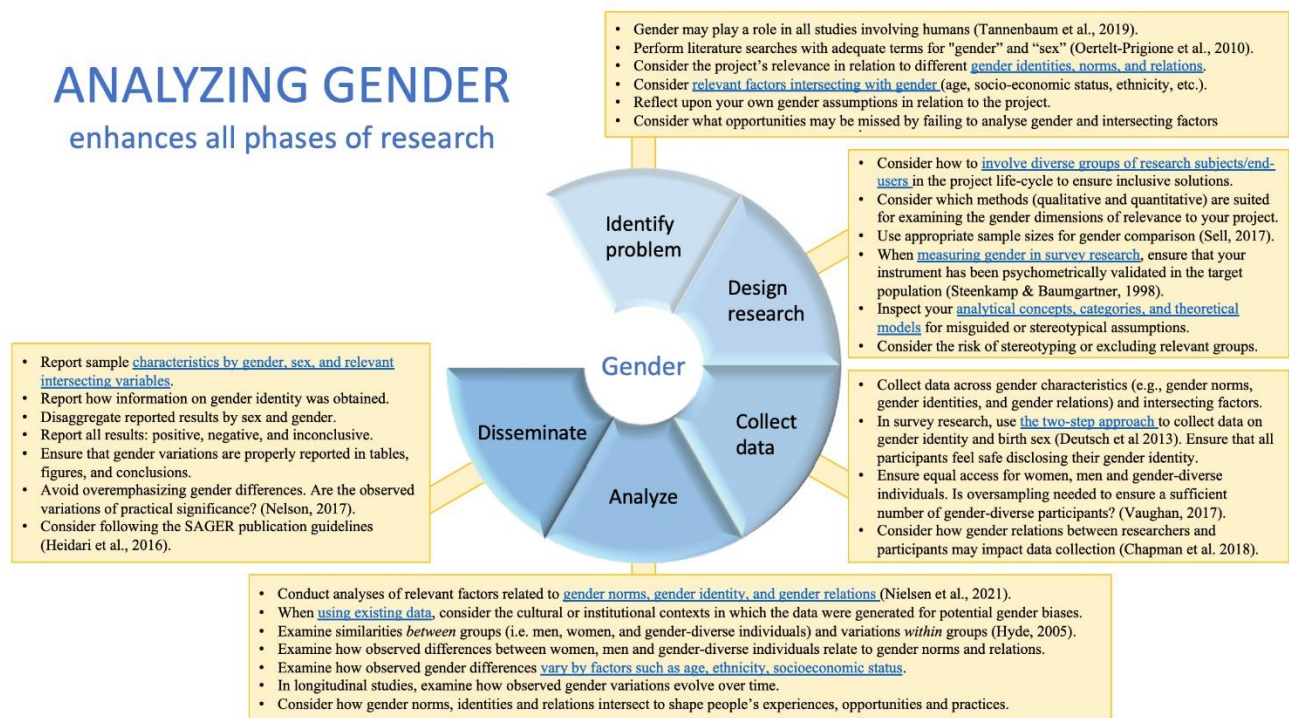 ANALYZING GENDER
enhances all phases of research
• Gender may play a role in all studies involving humans (Tannenbaum et al., 2019).
• Perform literature searches with adequate terms for "gender” and “sex” (Oertelt-Prigione et al., 2010).
• Consider the project’s relevance in relation to different gender identities, norms, and relations.
• Consider relevant factors intersecting with gender (age, socio-economic status, ethnicity, etc.).
• Reflect upon your own gender assumptions in relation to the project.
• Consider what opportunities may be missed by failing to analyse gender and intersecting factors
• Consider how to involve diverse groups of research subjects/end-
users in the project life-cycle to ensure inclusive solutions.
• Consider which methods (qualitative and quantitative) are suited
for examining the gender dimensions of relevance to your project.
• Use appropriate sample sizes for gender comparison (Sell, 2017).
• When measuring gender in survey research, ensure that your
instrument has been psychometrically validated in the target
population (Steenkamp & Baumgartner, 1998).
• Inspect your analytical concepts, categories, and theoretical
models for misguided or stereotypical assumptions.
• Consider the risk of stereotyping or excluding relevant groups.
Identify
problem
Design
research
Gender
Collect
data
Analyze
Disseminate
• Collect data across gender characteristics (e.g., gender norms,
gender identities, and gender relations) and intersecting factors.
• In survey research, use the two-step approach to collect data on
gender identity and birth sex (Deutsch et al 2013). Ensure that all
participants feel safe disclosing their gender identity.
• Ensure equal access for women, men and gender-diverse
individuals. Is oversampling needed to ensure a sufficient
number of gender-diverse participants? (Vaughan, 2017).
• Consider how gender relations between researchers and
participants may impact data collection (Chapman et al. 2018).
• Report sample characteristics by gender, sex, and relevant
intersecting variables.
• Report how information on gender identity was obtained.
• Disaggregate reported results by sex and gender.
• Report all results: positive, negative, and inconclusive.
• Ensure that gender variations are properly reported in tables,
figures, and conclusions.
• Avoid overemphasizing gender differences. Are the observed
variations of practical significance? (Nelson, 2017).
• Consider following the SAGER publication guidelines
(Heidari et al., 2016).
• Conduct analyses of relevant factors related to gender norms, gender identity, and gender relations (Nielsen et al., 2021).
• When using existing data, consider the cultural or institutional contexts in which the data were generated for potential gender biases.
• Examine similarities between groups (i.e. men, women, and gender-diverse individuals) and variations within groups (Hyde, 2005).
• Examine how observed differences between women, men and gender-diverse individuals relate to gender norms and relations.
• Examine how observed gender differences vary by factors such as age, ethnicity, socioeconomic status.
• In longitudinal studies, examine how observed gender variations evolve over time.
• Consider how gender norms, identities and relations intersect to shape people’s experiences, opportunities and practices.